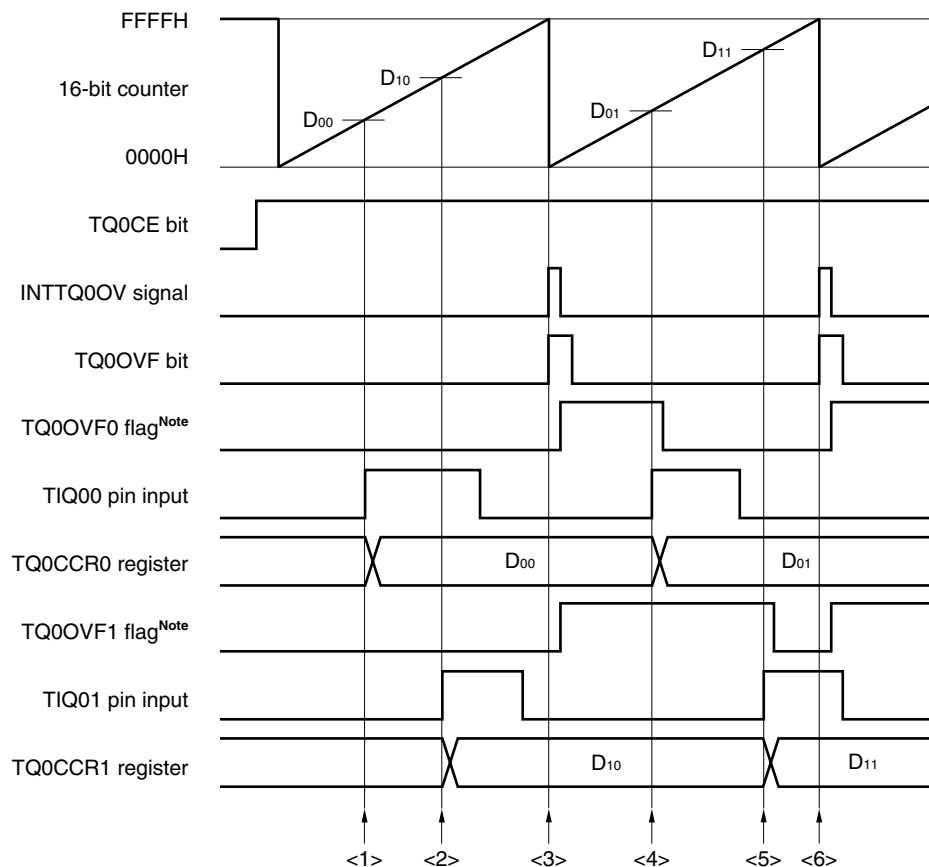 FFFFH
D11
D10
16-bit counter
D01
D00
0000H
TQ0CE bit
INTTQ0OV signal
TQ0OVF bit
TQ0OVF0 flagNote
TIQ00 pin input
TQ0CCR0 register
D00
D01
TQ0OVF1 flagNote
TIQ01 pin input
TQ0CCR1 register
D10
D11
<1> <2> <3> <4> <5> <6>